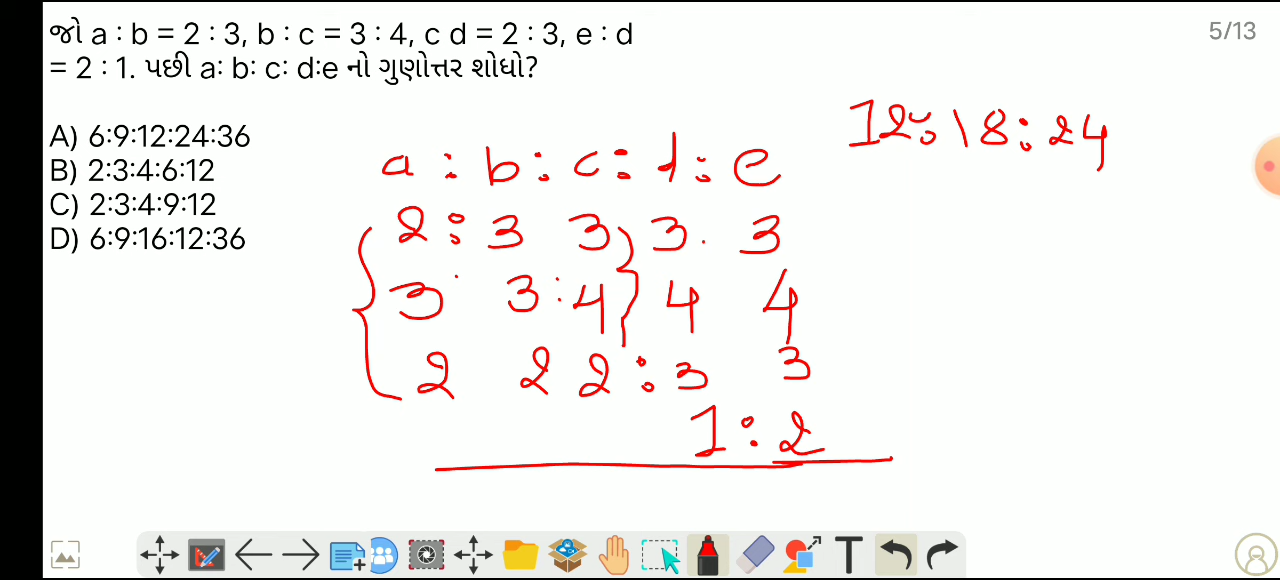 જો a : b = 2 : 3, b : c = 3 : 4, c d = 2 : 3, e : d
= 2 : 1. પછી a: b: c: d:e નો ગુણોત્તર શોધો?
5/13
A) 6:9:12:24:36
B) 2:3:4:6:12
C) 2:3:4:9:12
D) 6:9:16:12:36
12:18:24
a : b : c : d : e
2 : 3 3 3. 3
3 3 : 4 4 4
2 2 2 : 3 3
1 : 2
T